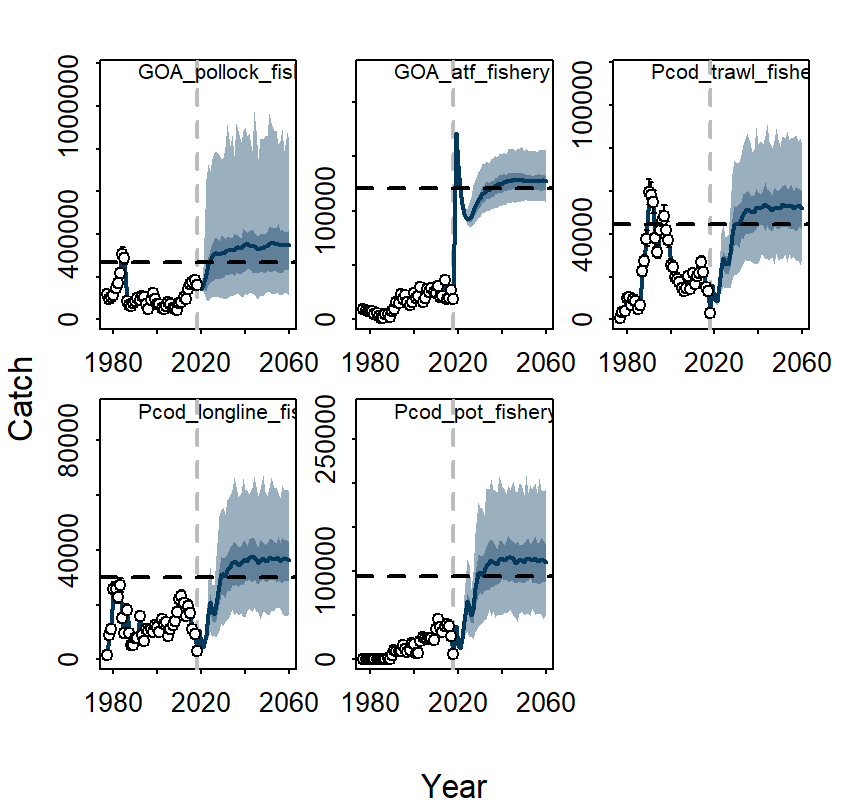 GOA_pollock_fis
GOA_atf_fishery
Pcod_trawl_fishe
0 400000 1000000
0 100000
0 40000 100000
1980 2020 2060
1980 2020 2060
1980 2020 2060
Catch
Pcod_longline_fis
Pcod_pot_fishery
0 40000 80000
0 100000 250000
1980 2020 2060
1980 2020 2060
Year